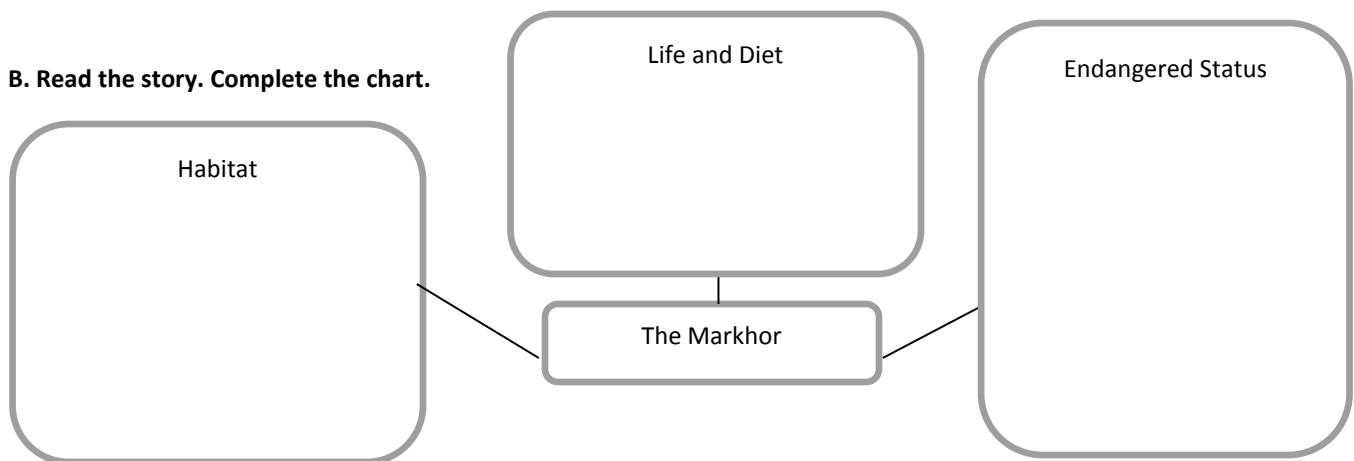 B. Read the story. Complete the chart.
Habitat
Life and Diet
Endangered Status
The Markhor